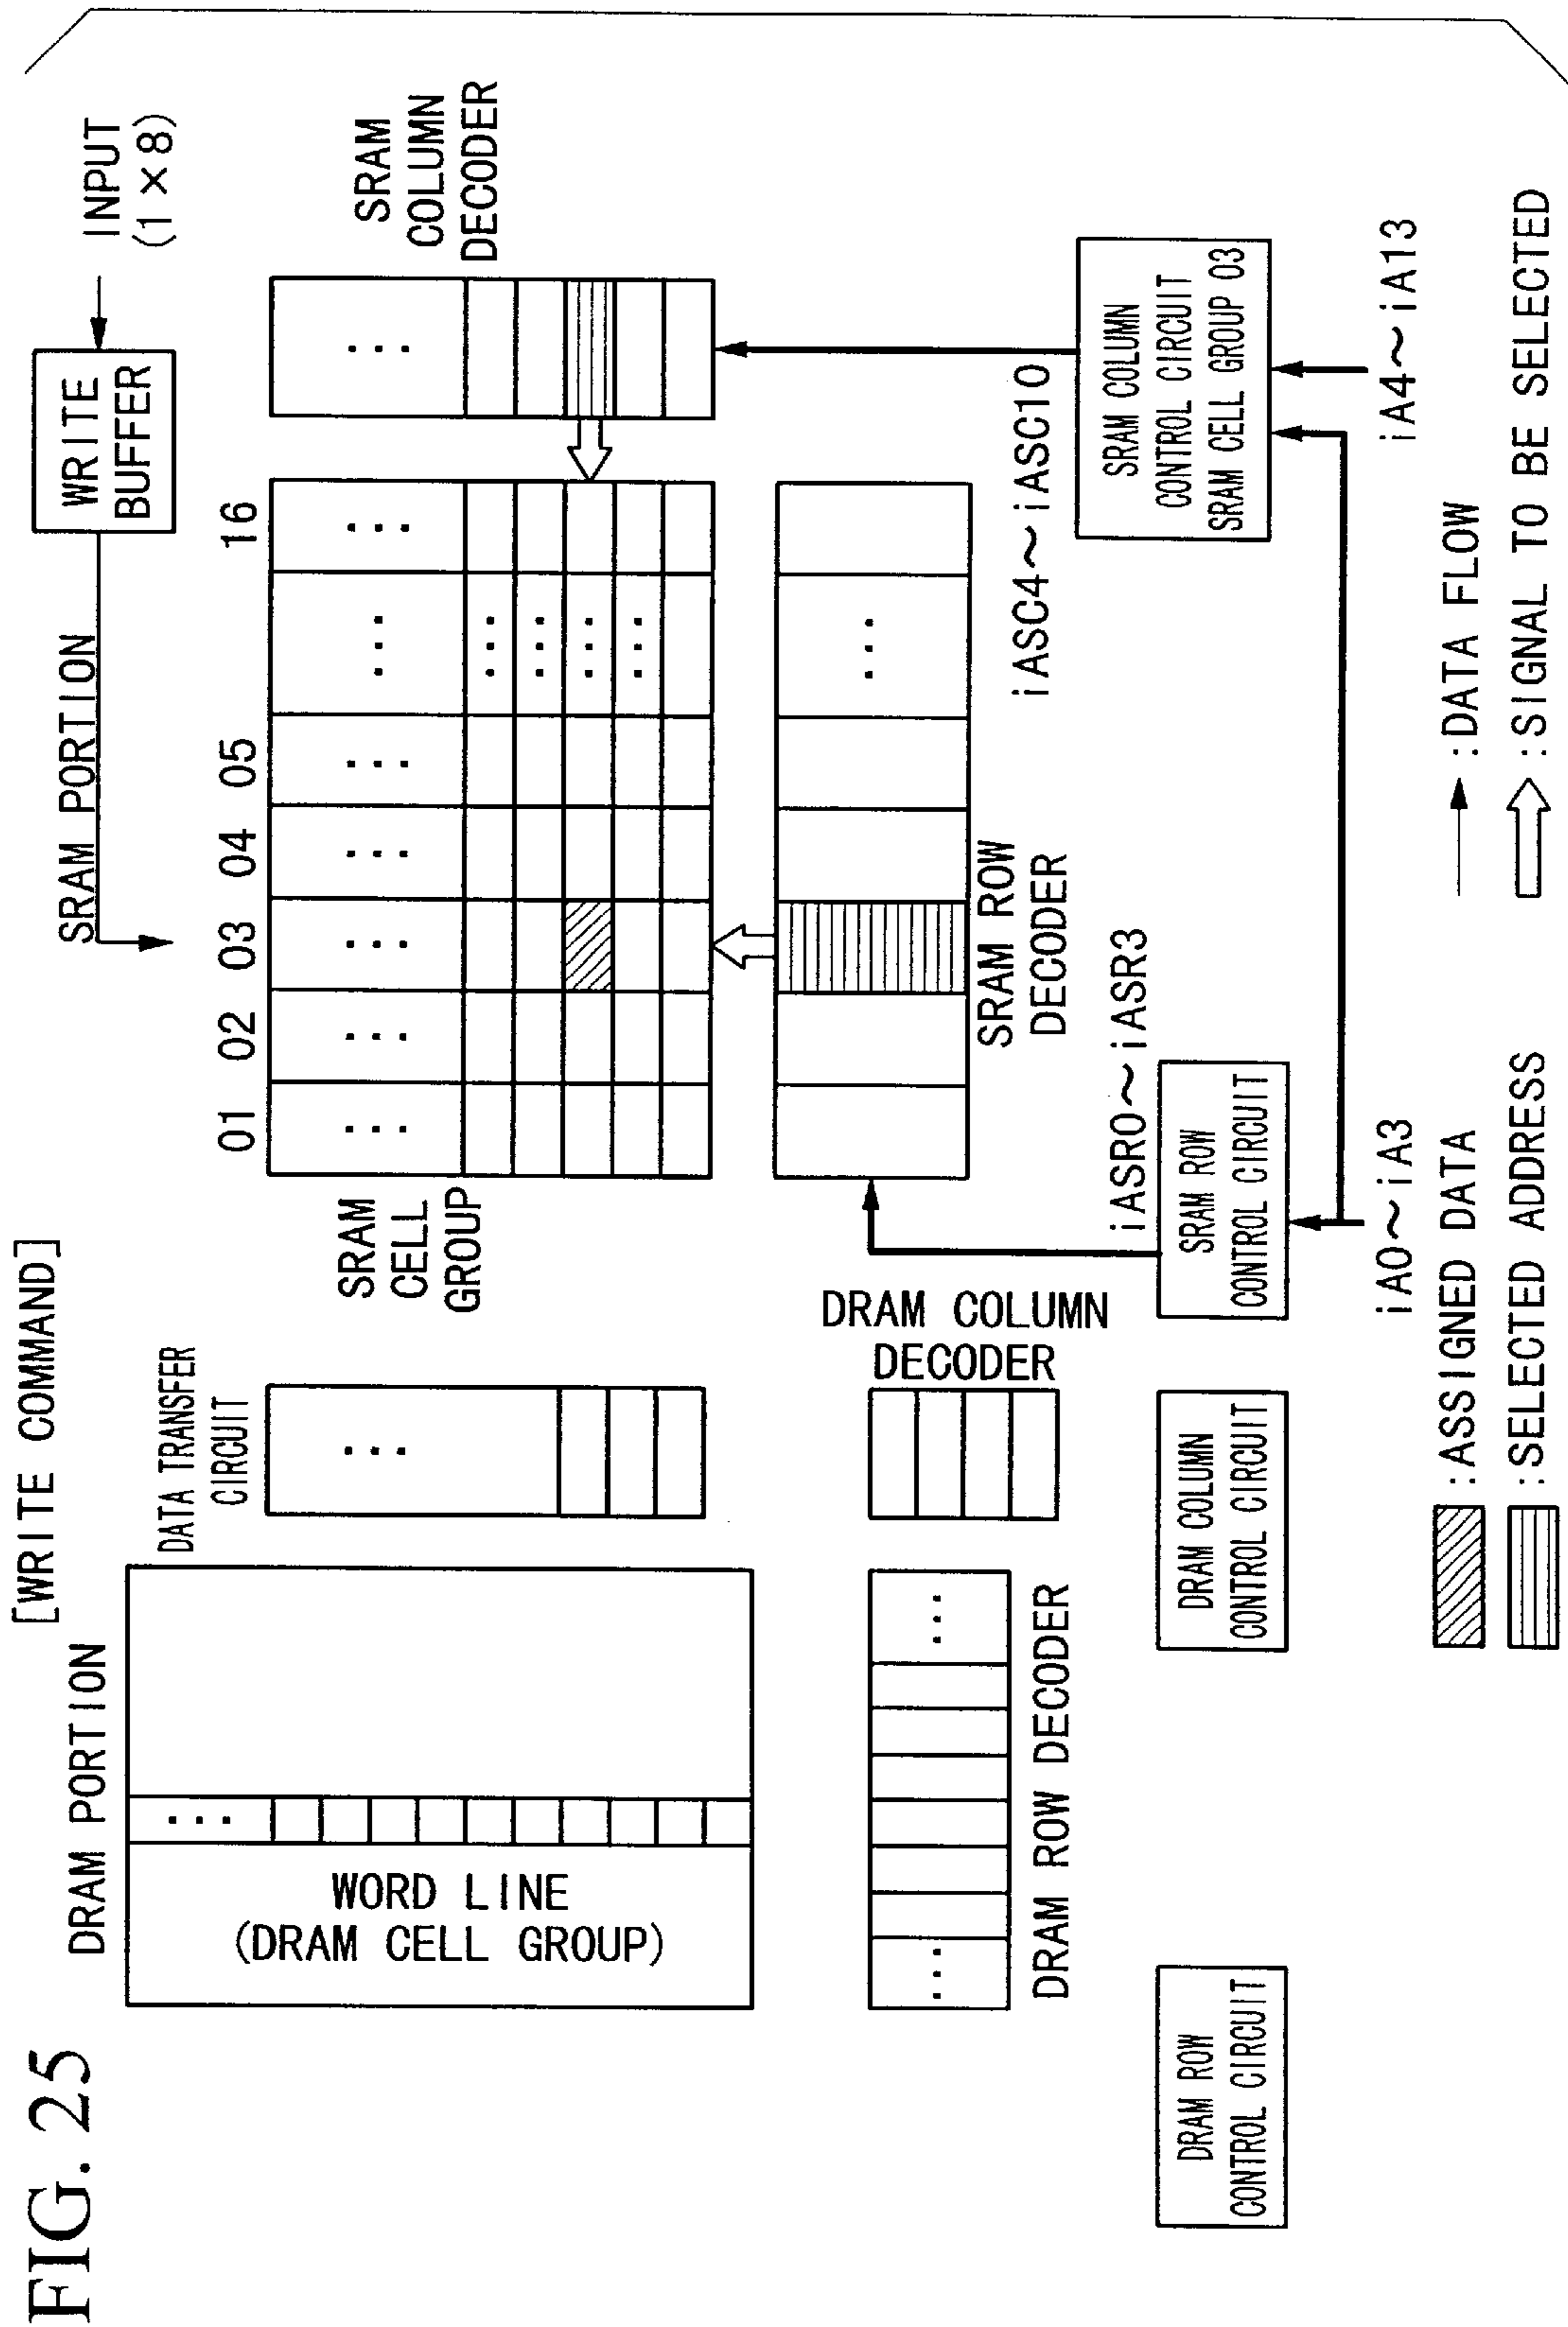 FIG. 25
[WRITE COMMAND]
DRAM PORTION
SRAM PORTION
WRITE
BUFFER
INPUT
(1×8)
DATA TRANSFER
CIRCUIT
SRAM
CELL
GROUP
01 02 03 04 05 ... 16
SRAM
COLUMN
DECODER
WORD LINE
(DRAM CELL GROUP)
DRAM COLUMN
DECODER
SRAM ROW
DECODER
iASC4~iASC10
DRAM ROW DECODER
iASR0~iASR3
DRAM ROW
CONTROL CIRCUIT
DRAM COLUMN
CONTROL CIRCUIT
SRAM ROW
CONTROL CIRCUIT
SRAM COLUMN
CONTROL CIRCUIT
SRAM CELL GROUP 03
iA0~iA3
iA4~iA13
:ASSIGNED DATA
:DATA FLOW
:SELECTED ADDRESS
:SIGNAL TO BE SELECTED